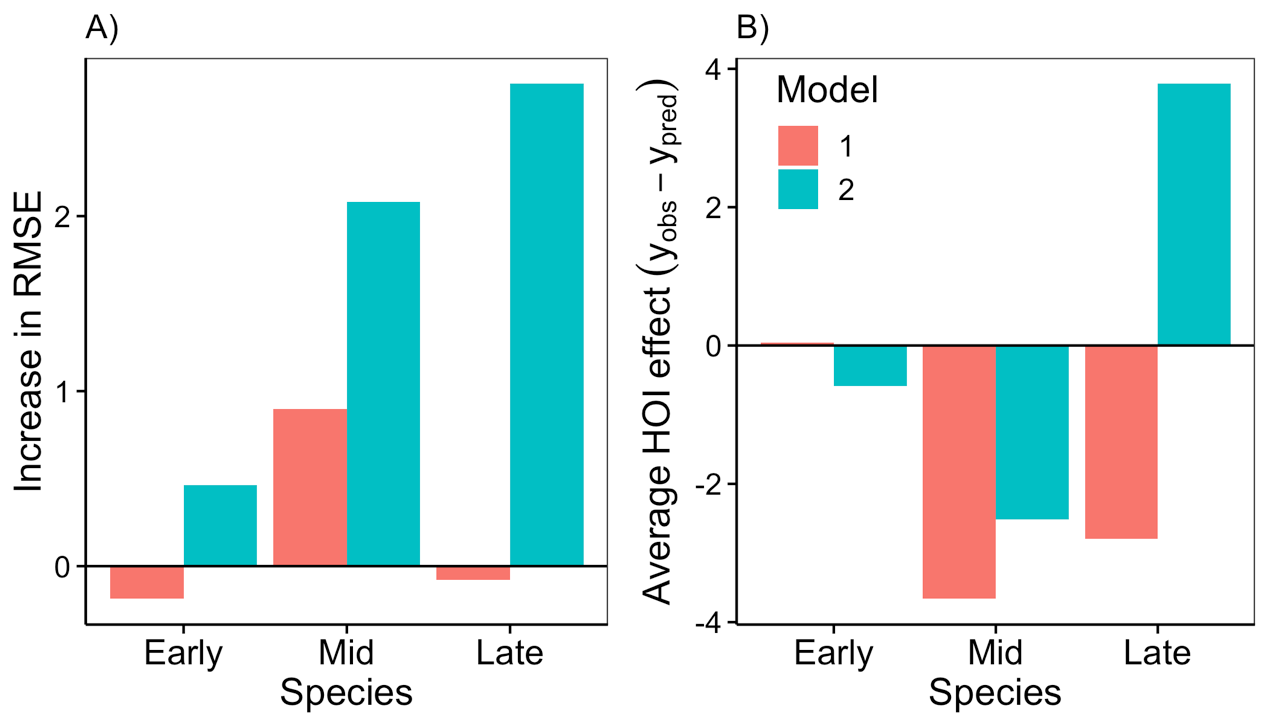 A)
Increase in RMSE
2
1
0
Early Mid Late
Species
B)
Average HOI effect (yobs − ypred)
4
2
0
-2
-4
Model
1
2
Early Mid Late
Species